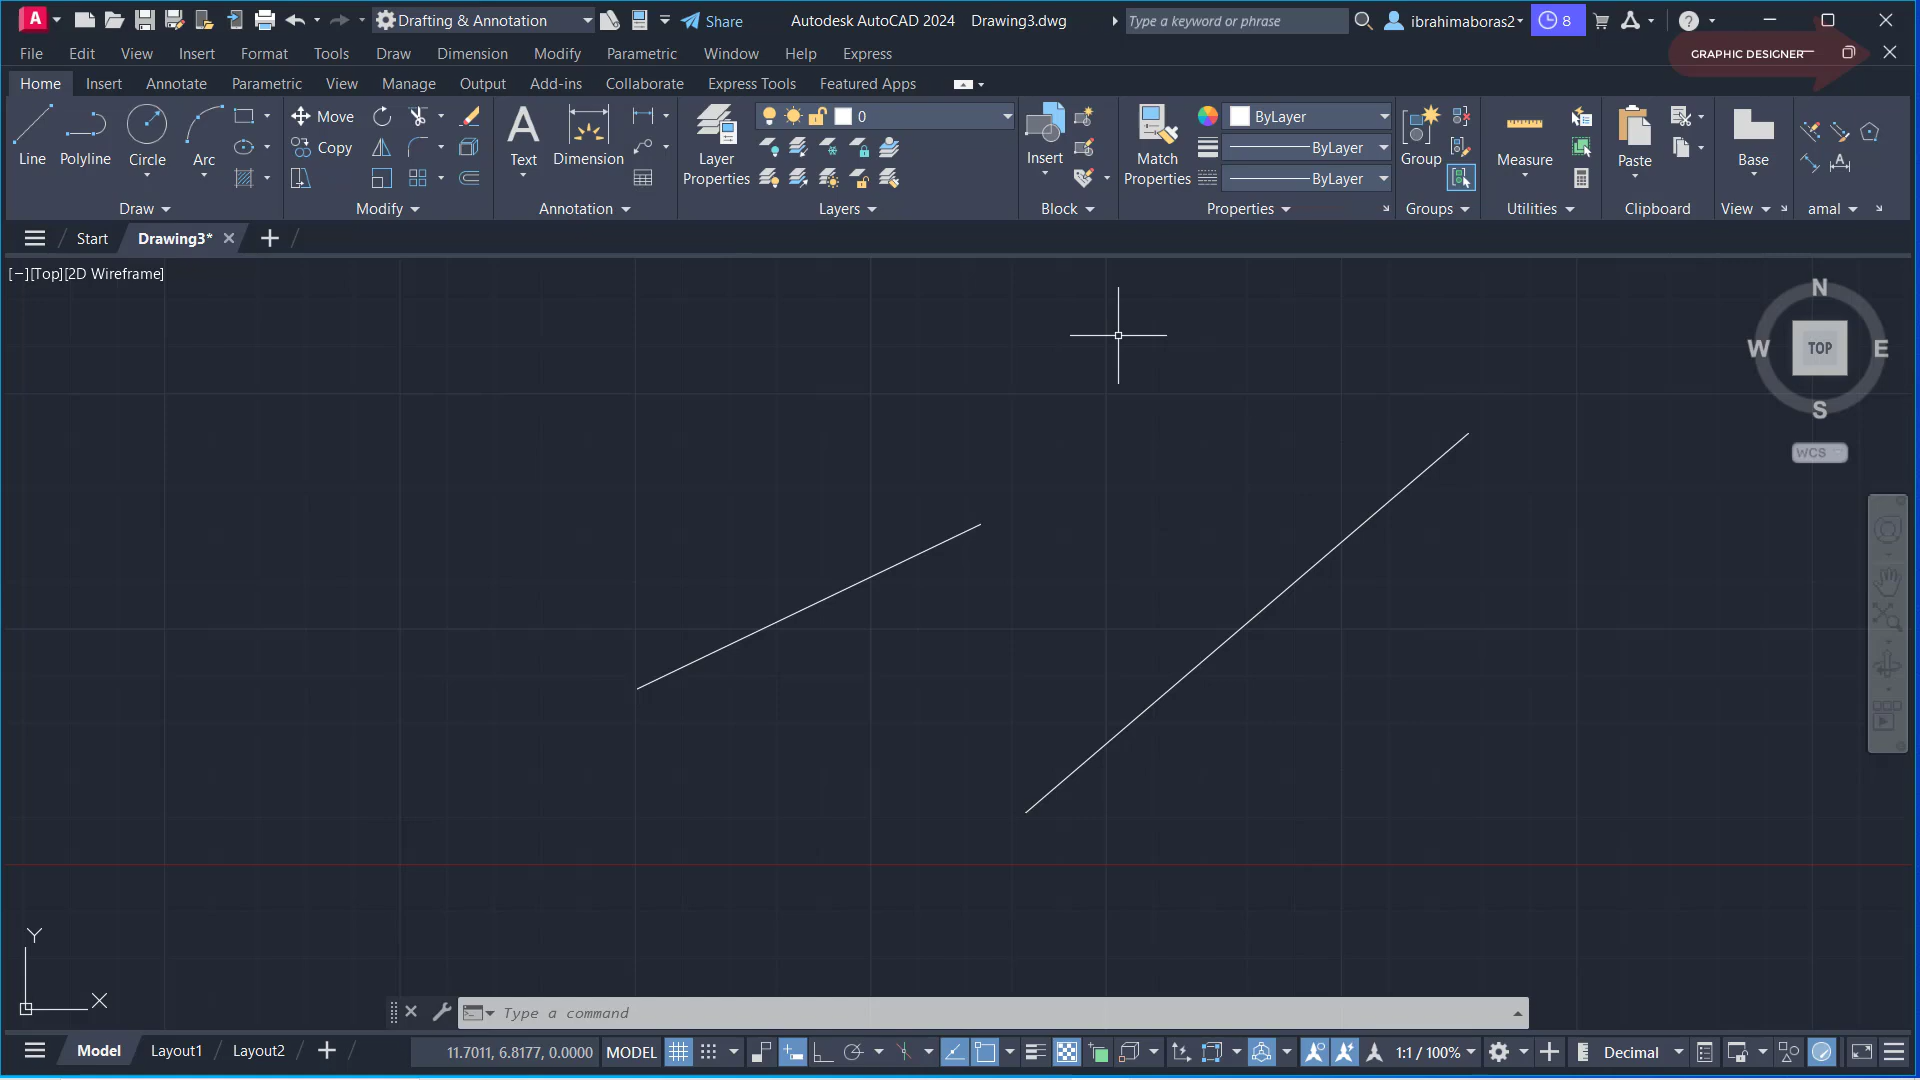 A Drafting & Annotation Share Autodesk AutoCAD 2024 Drawing3.dwg Type a keyword or phrase ibrahimaboras2 8 ?
File Edit View Insert Format Tools Draw Dimension Modify Parametric Window Help Express GRAPHIC DESIGNER
Home Insert Annotate Parametric View Manage Output Add-ins Collaborate Express Tools Featured Apps
Move 0 ByLayer
Copy ByLayer
Line Polyline Circle Arc Text Dimension Layer Properties Insert Match Properties ByLayer Group Measure Paste Base
Draw Modify Annotation Layers Block Properties Groups Utilities Clipboard View amal
Start Drawing3*
[−][Top][2D Wireframe]
N
W TOP E
S
WCS
Y
X
Type a command
Model Layout1 Layout2 11.7011, 6.8177, 0.0000 MODEL 1:1 / 100% Decimal